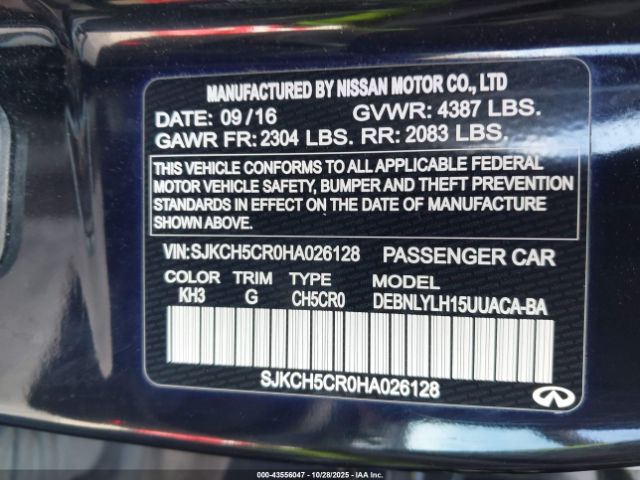 MANUFACTURED BY NISSAN MOTOR CO., LTD
DATE: 09/16 GVWR: 4387 LBS.
GAWR FR: 2304 LBS. RR: 2083 LBS.
THIS VEHICLE CONFORMS TO ALL APPLICABLE FEDERAL
MOTOR VEHICLE SAFETY, BUMPER AND THEFT PREVENTION
STANDARDS IN EFFECT ON THE DATE OF MANUFACTURE
SHOWN ABOVE.
VIN:SJKCH5CR0HA026128 PASSENGER CAR
COLOR TRIM TYPE MODEL
KH3 G CH5CR0 DEBNLYLH15UUACA-BA
SJKCH5CR0HA026128
000-43556047 | 10/28/2025 | IAAI.COM